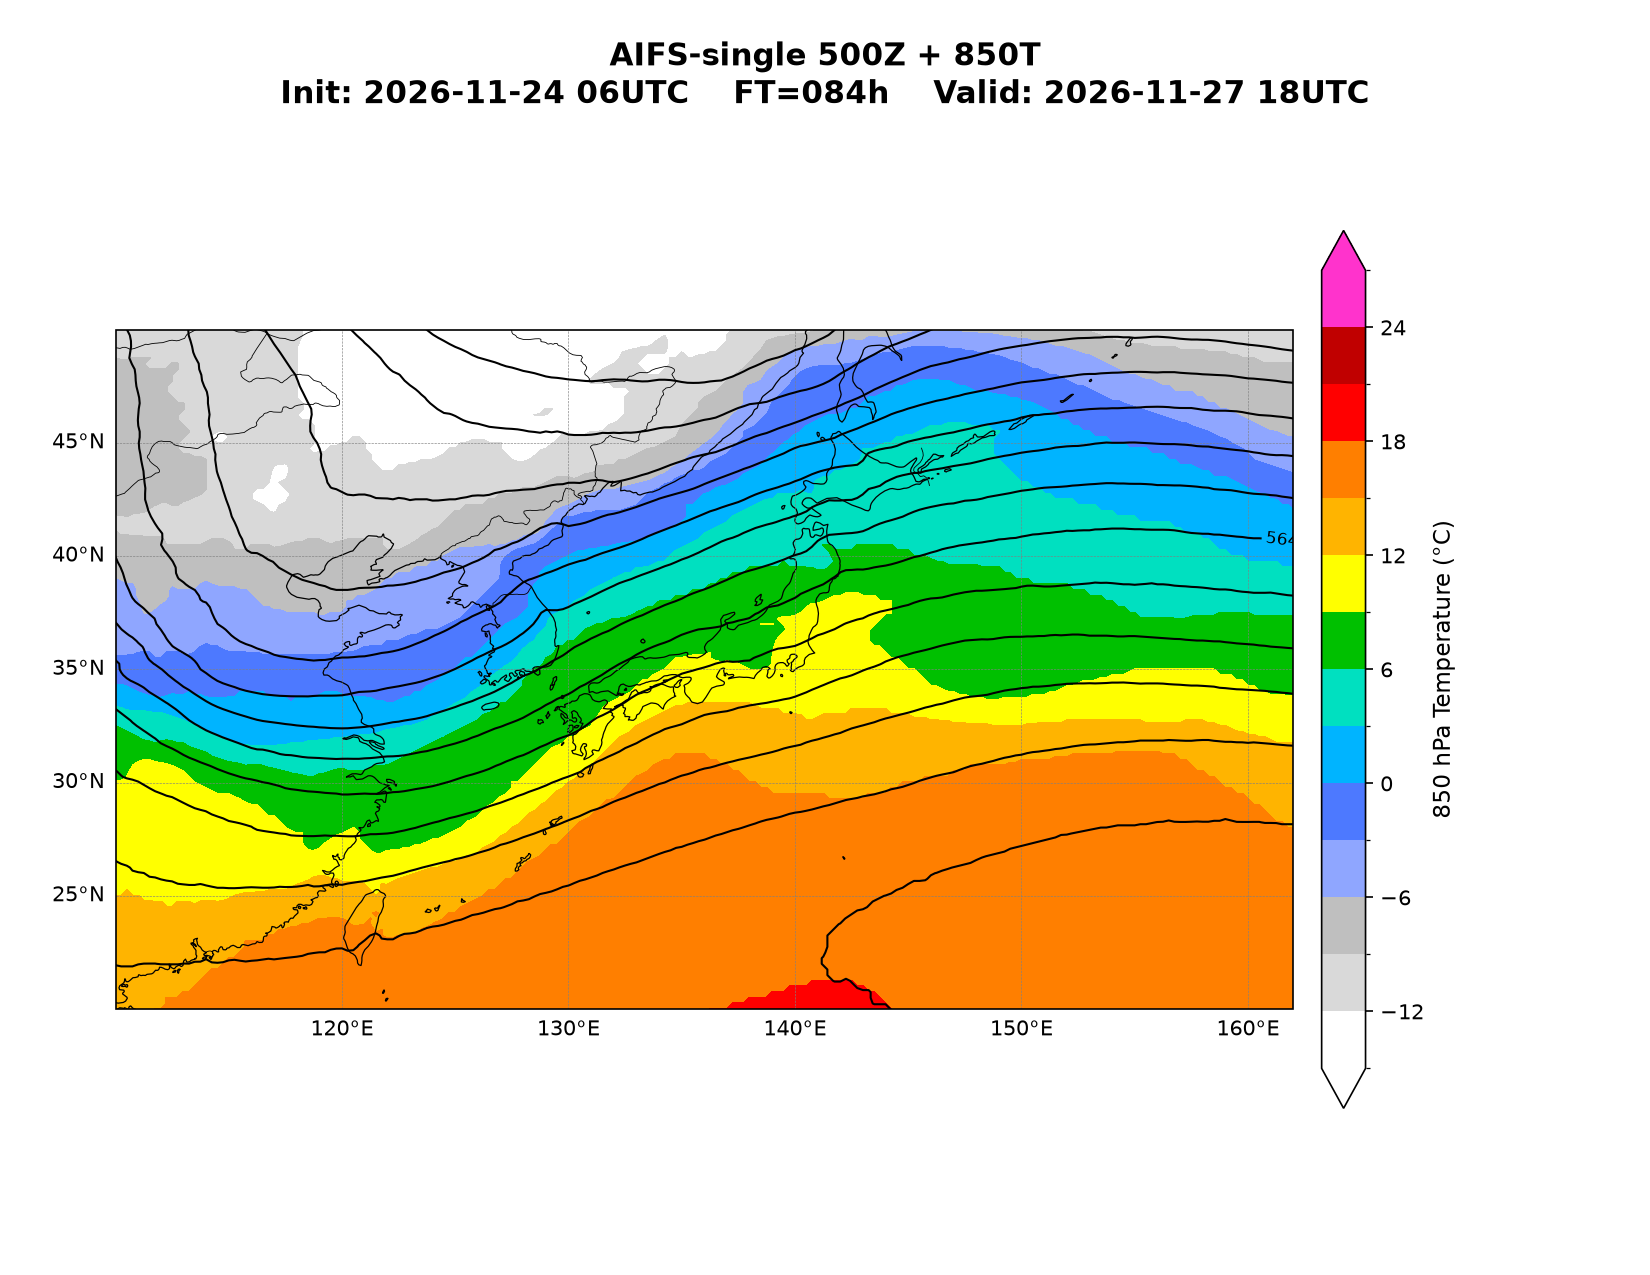 AIFS-single 500Z + 850T
Init: 2026-11-24 06UTC    FT=084h    Valid: 2026-11-27 18UTC
24
18
12
6
0
−6
−12
850 hPa Temperature (°C)
45°N
40°N
35°N
30°N
25°N
564
120°E
130°E
140°E
150°E
160°E